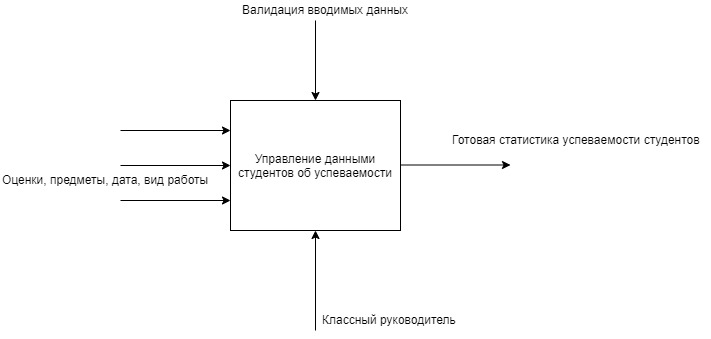 Валидация вводимых данных
Управление данными
студентов об успеваемости
Готовая статистика успеваемости студентов
Оценки, предметы, дата, вид работы
Классный руководитель